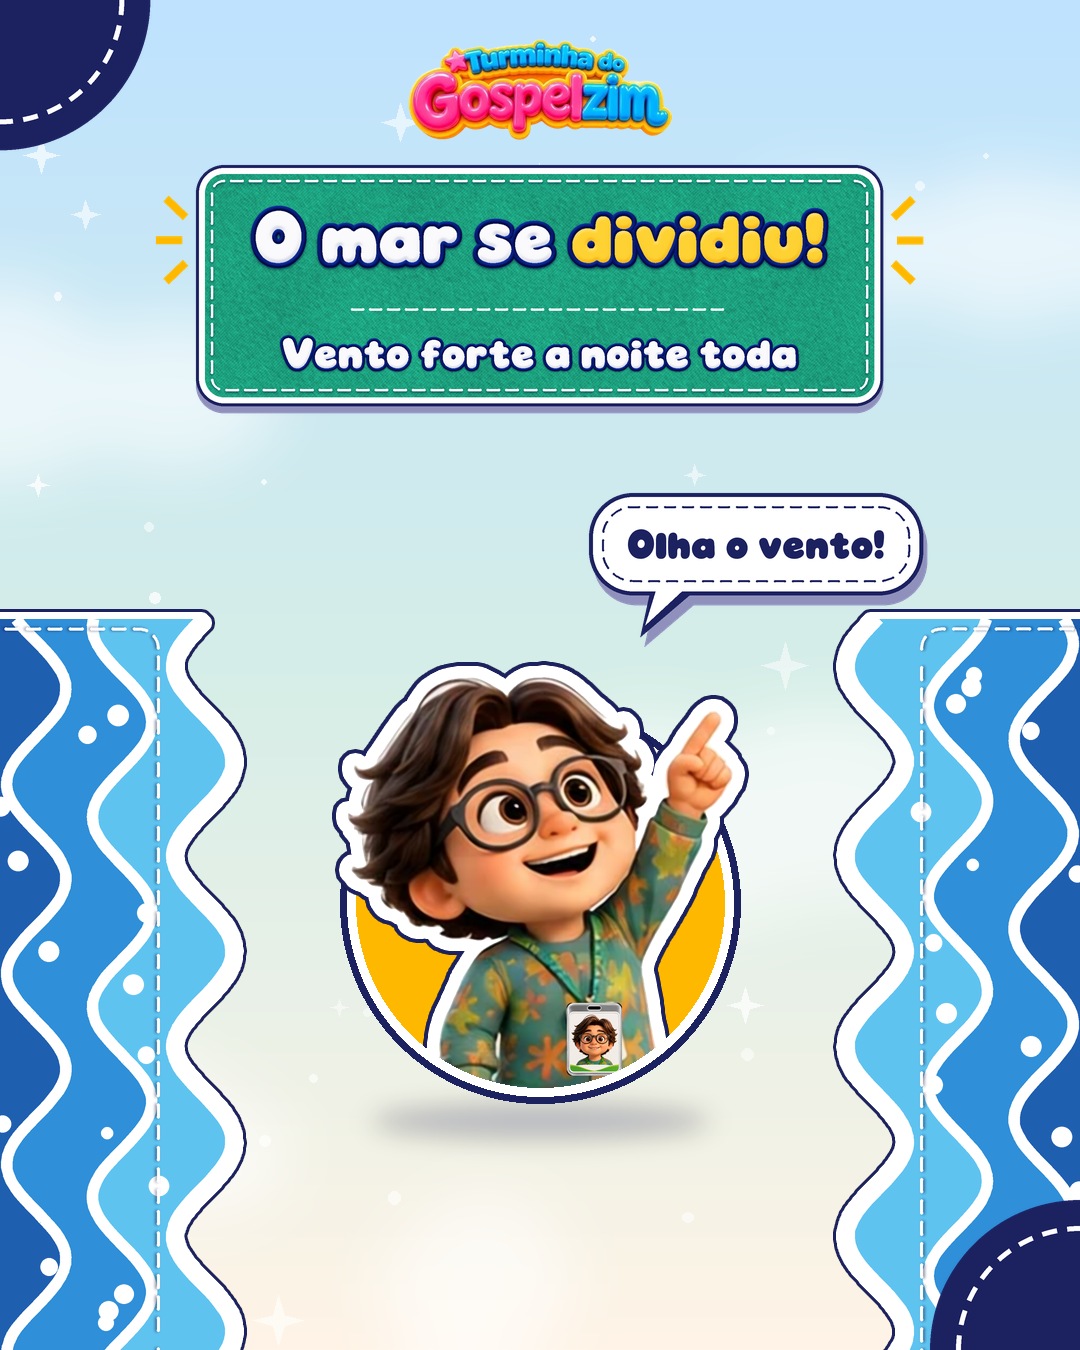 Turminha do
Gospelzim
O mar se dividiu!
Vento forte a noite toda
Olha o vento!